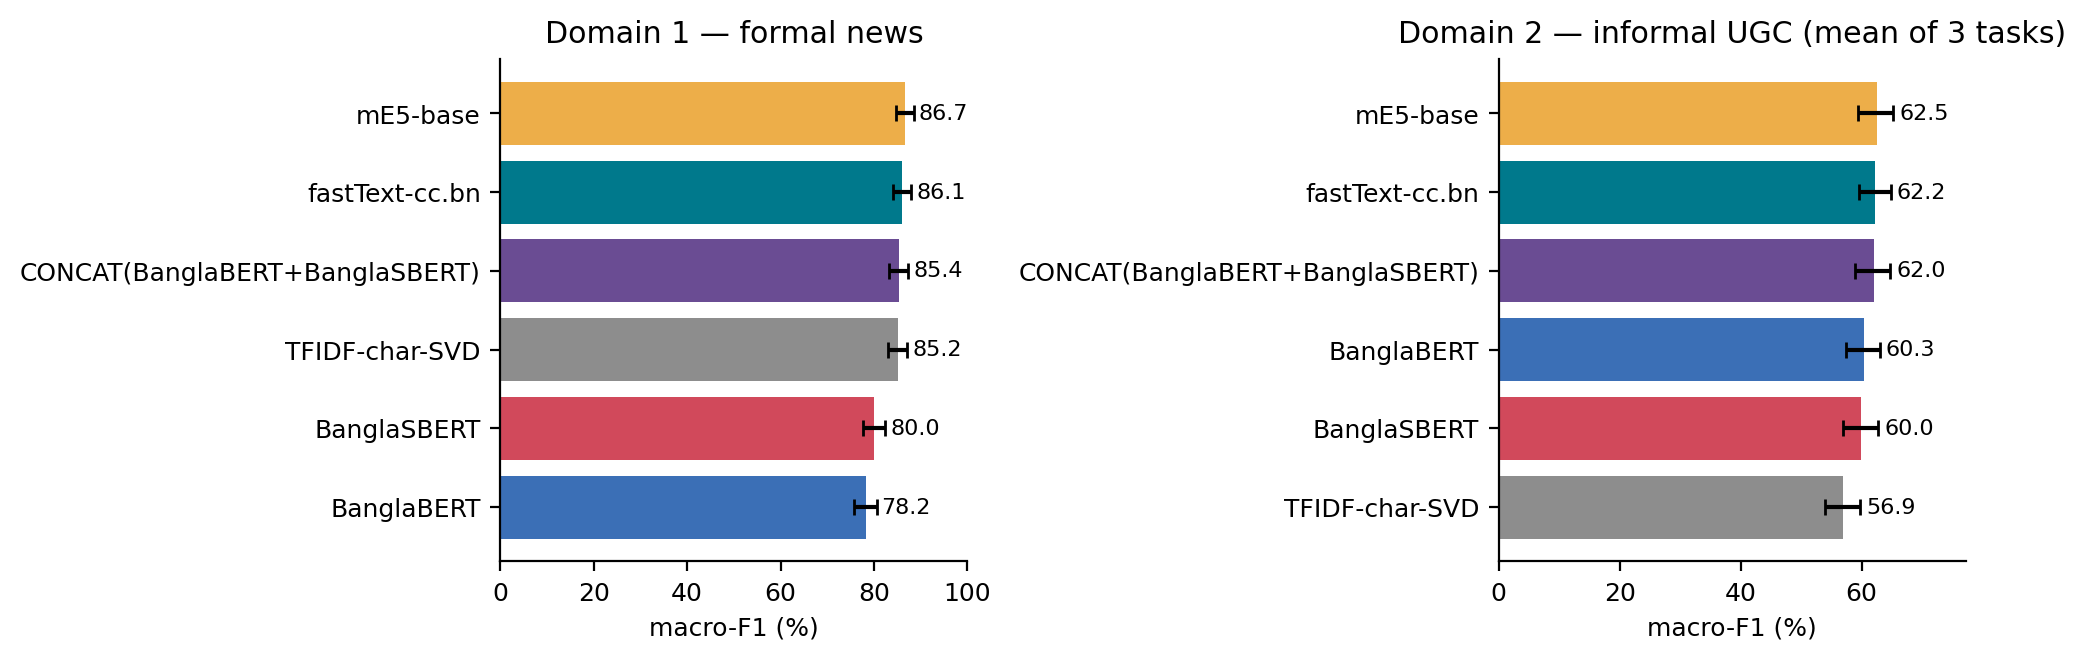 Domain 1 — formal news
mE5-base
86.7
fastText-cc.bn
86.1
CONCAT(BanglaBERT+BanglaSBERT)
85.4
TFIDF-char-SVD
85.2
BanglaSBERT
80.0
BanglaBERT
78.2
0 20 40 60 80 100
macro-F1 (%)
Domain 2 — informal UGC (mean of 3 tasks)
mE5-base
62.5
fastText-cc.bn
62.2
CONCAT(BanglaBERT+BanglaSBERT)
62.0
BanglaBERT
60.3
BanglaSBERT
60.0
TFIDF-char-SVD
56.9
0 20 40 60
macro-F1 (%)